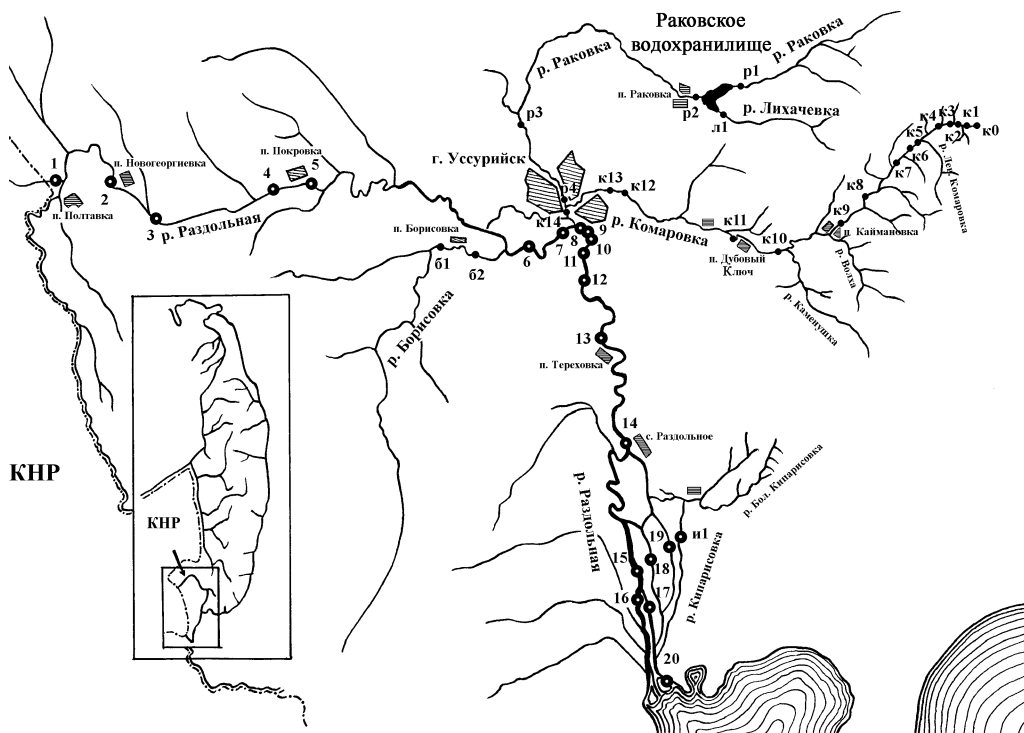 Раковское
водохранилище
р. Раковка
р. Раковка
р1
п. Раковка
р2
р. Лихачевка
л1
р3
к4
к3
к1
к2
к0
к5
к6
р. Лев. Комаровка
к7
г. Уссурийск
п. Покровка
1
п. Новогеоргиевка
4
5
2
п. Полтавка
3
р. Раздольная
р4
к13
к12
к8
к14
р. Комаровка
к11
к9
п. Каймановка
к10
п. Борисовка
б1
б2
6
7
8
9
10
11
п. Дубовый
Ключ
р. Волха
12
р. Каменушка
р. Борисовка
13
п. Тереховка
14
с. Раздольное
КНР
р. Раздольная
р. Бол. Кипарисовка
КНР
19
и1
15
18
16
17
р. Кипарисовка
20